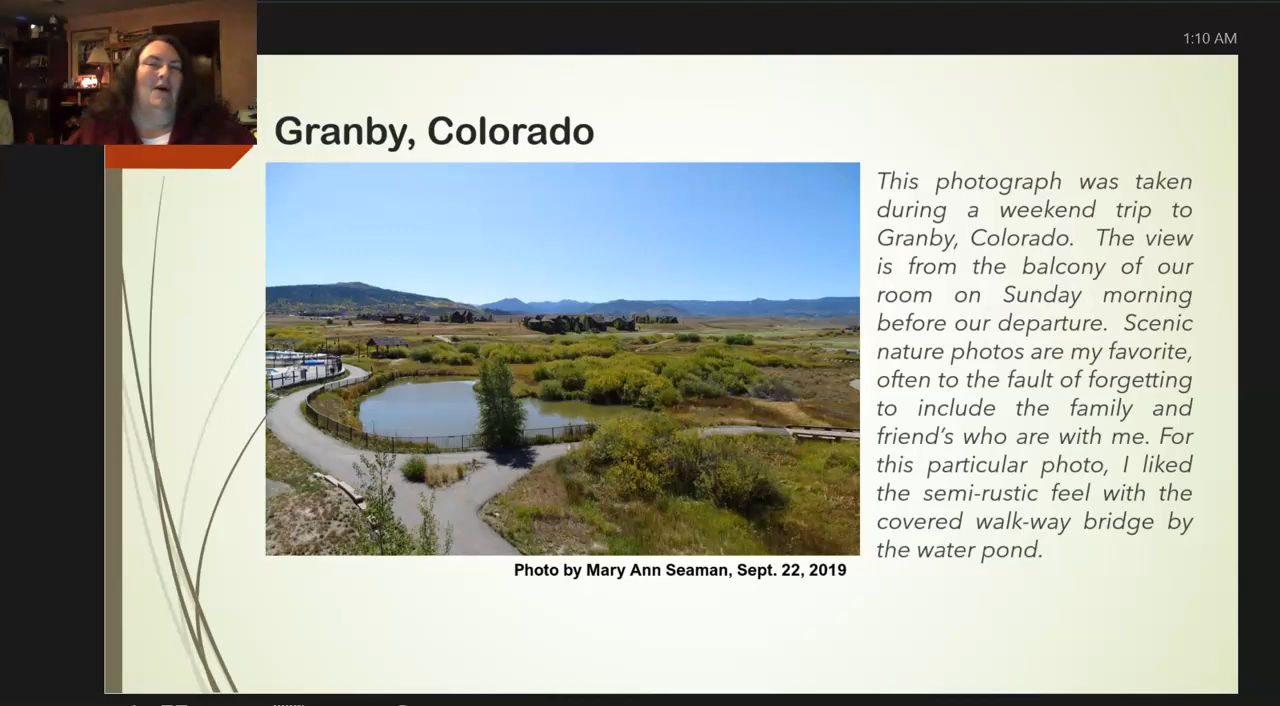 1:10 AM
Granby, Colorado
This photograph was taken
during a weekend trip to
Granby, Colorado. The view
is from the balcony of our
room on Sunday morning
before our departure. Scenic
nature photos are my favorite,
often to the fault of forgetting
to include the family and
friend's who are with me. For
this particular photo, I liked
the semi-rustic feel with the
covered walk-way bridge by
the water pond.
Photo by Mary Ann Seaman, Sept. 22, 2019